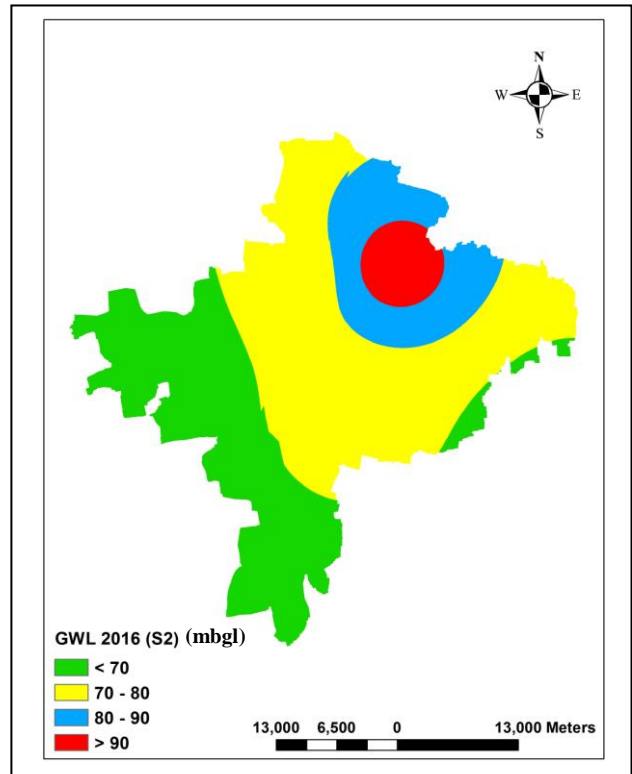 N
W E
S
GWL 2016 (S2) (mbgl)
< 70
70 - 80
80 - 90
> 90
13,000 6,500 0 13,000 Meters